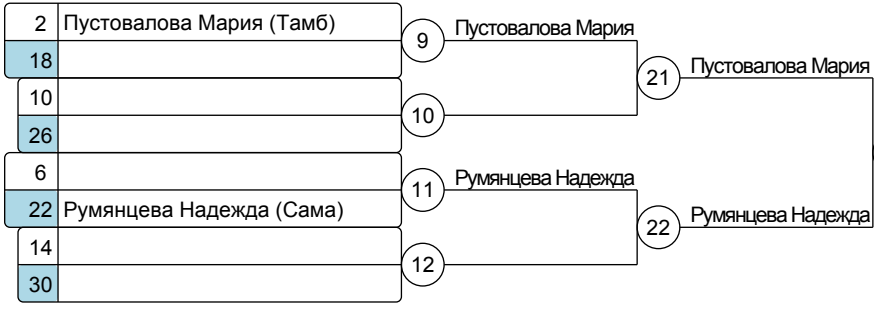 2 Пустовалова Мария (Тамб)
18
10
26
6
22 Румянцева Надежда (Сама)
14
30
9 Пустовалова Мария
10
11 Румянцева Надежда
12
21 Пустовалова Мария
22 Румянцева Надежда